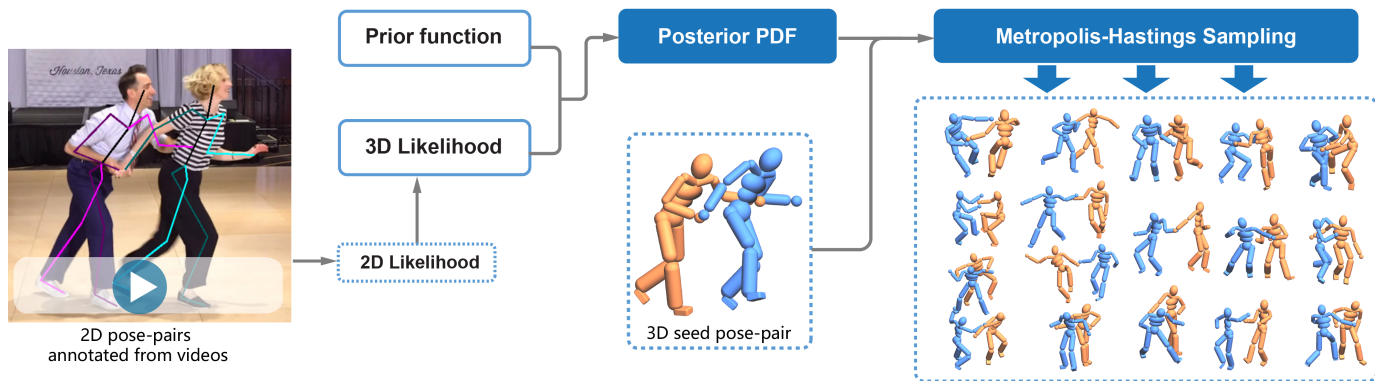 Houston, Texas
2D pose-pairs
annotated from videos
Prior function
3D Likelihood
2D Likelihood
Posterior PDF
3D seed pose-pair
Metropolis-Hastings Sampling